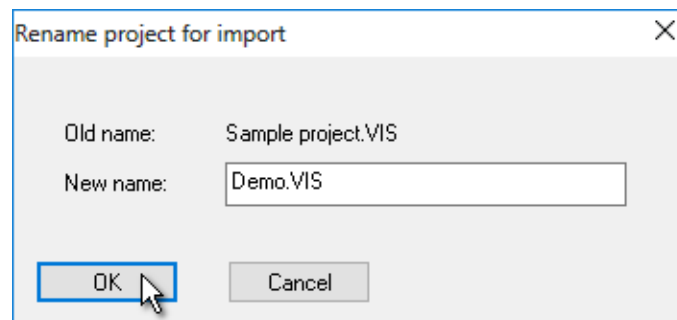 Rename project for import
Old name: Sample project.VIS
New name: Demo.VIS
OK Cancel